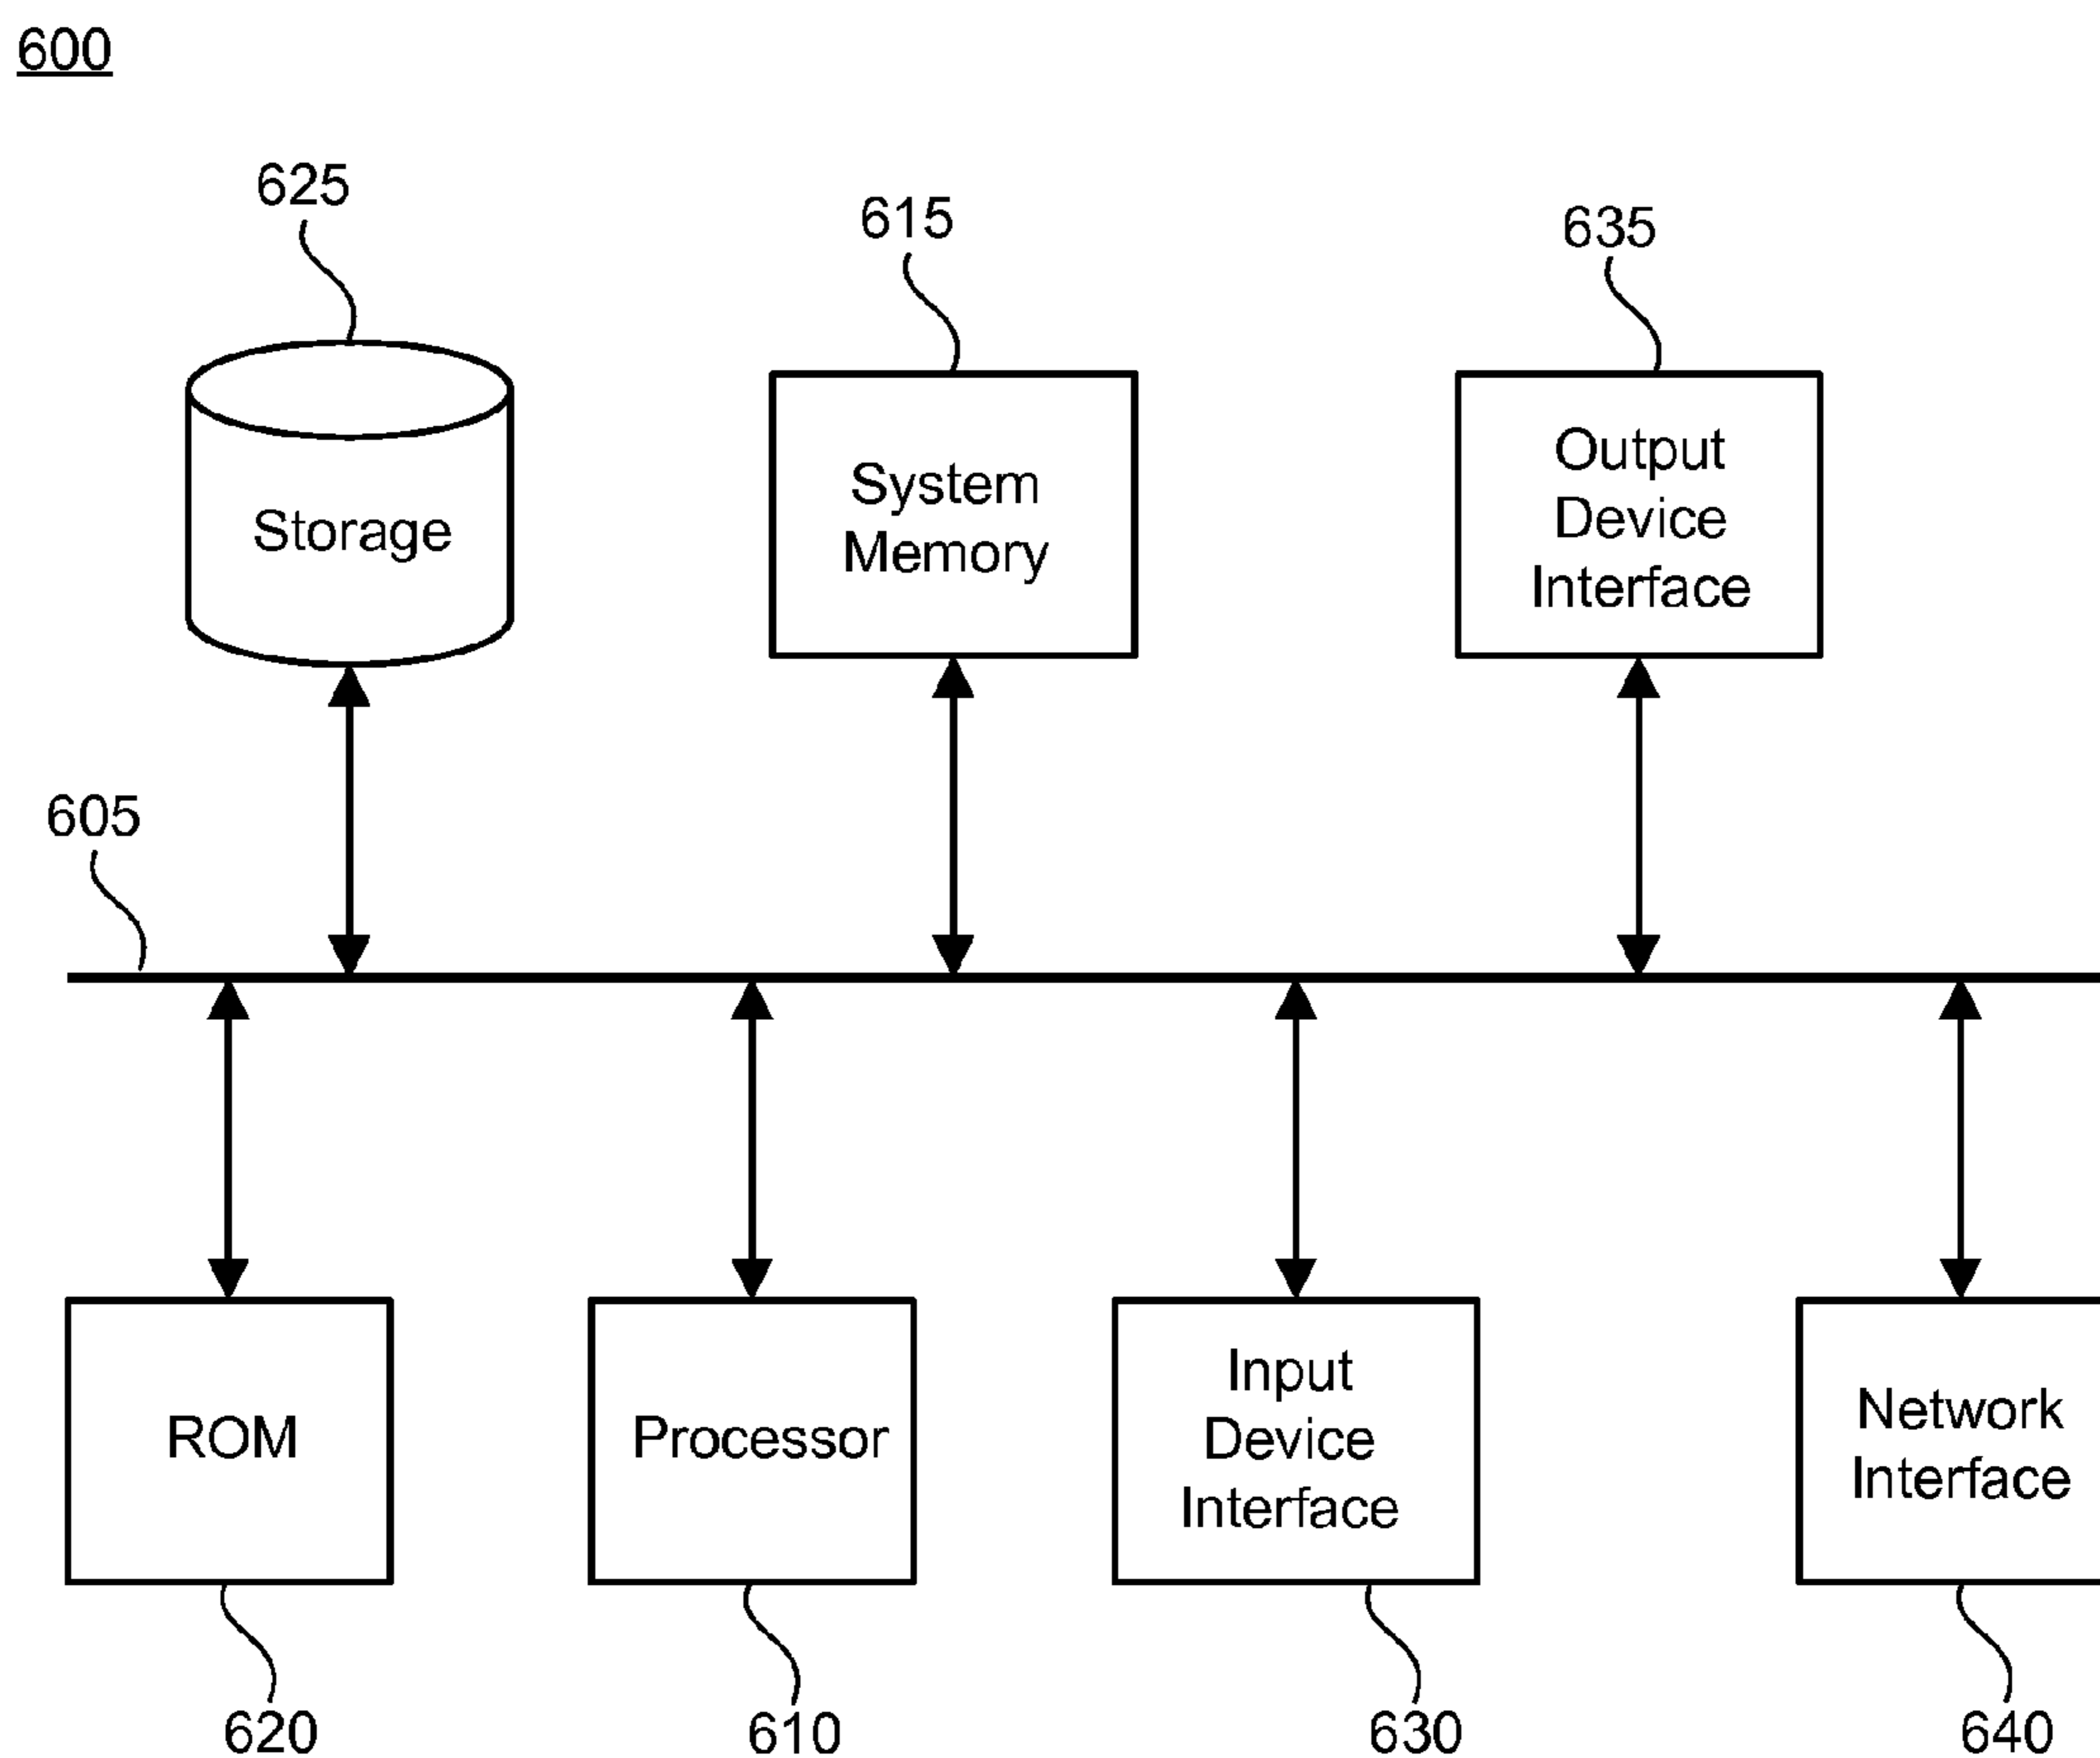 600
625
615
635
Storage
System
Memory
Output
Device
Interface
605
ROM
Processor
Input
Device
Interface
Network
Interface
620
610
630
640